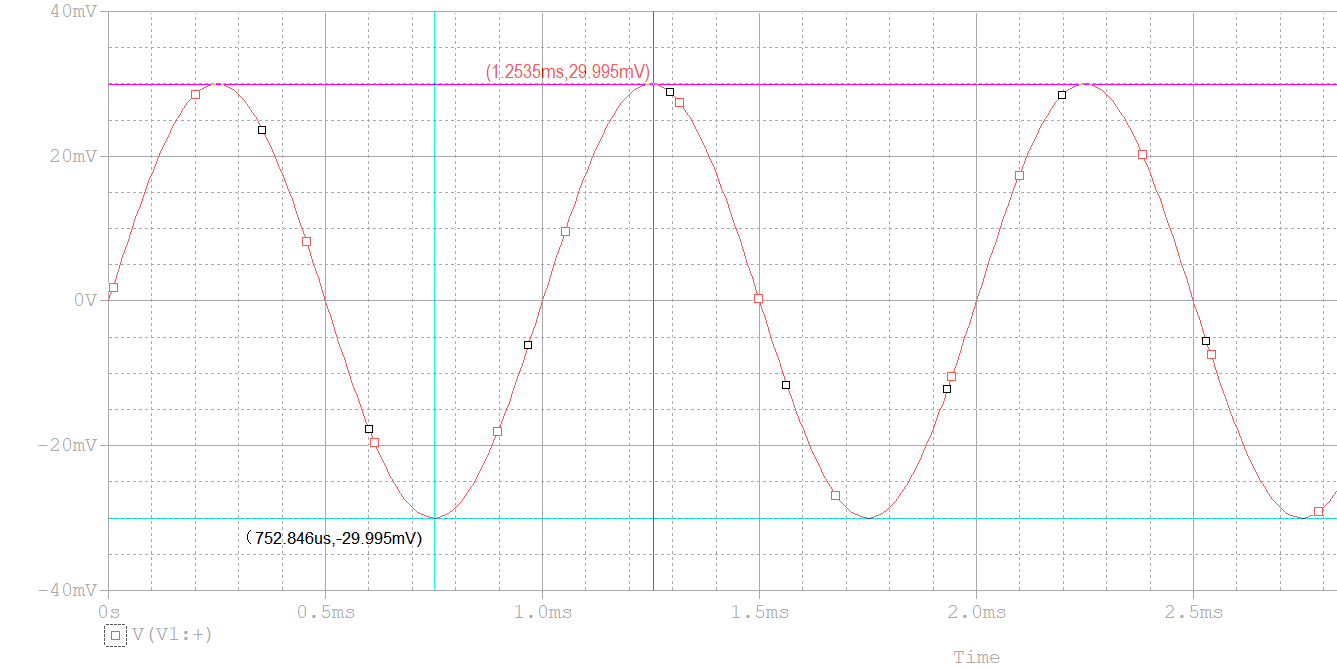 40mV
(1.2535ms,29.995mV)
20mV
0V
-20mV
(752.846us,-29.995mV)
-40mV
0s 0.5ms 1.0ms 1.5ms 2.0ms 2.5ms
V(V1:+)
Time